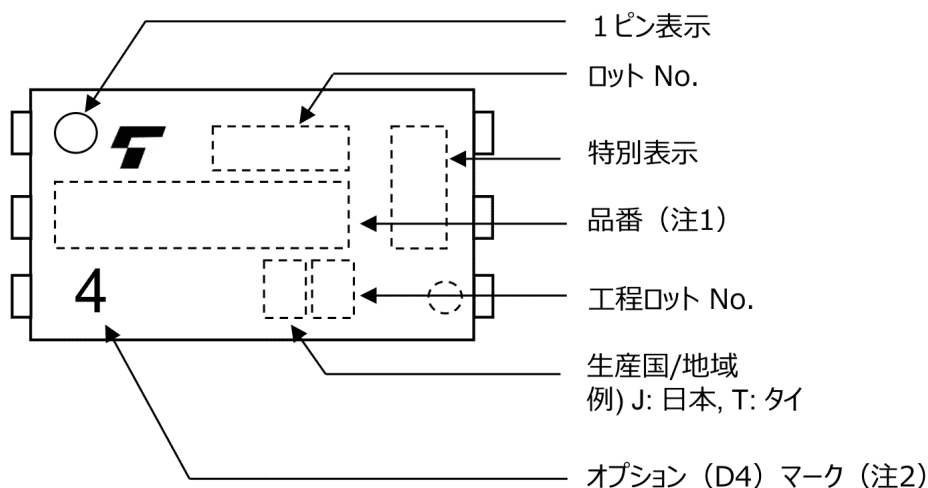 1ピン表示
ロット No.
特別表示
品番（注1）
4
工程ロット No.
生産国/地域
例) J: 日本, T: タイ
オプション（D4）マーク（注2）